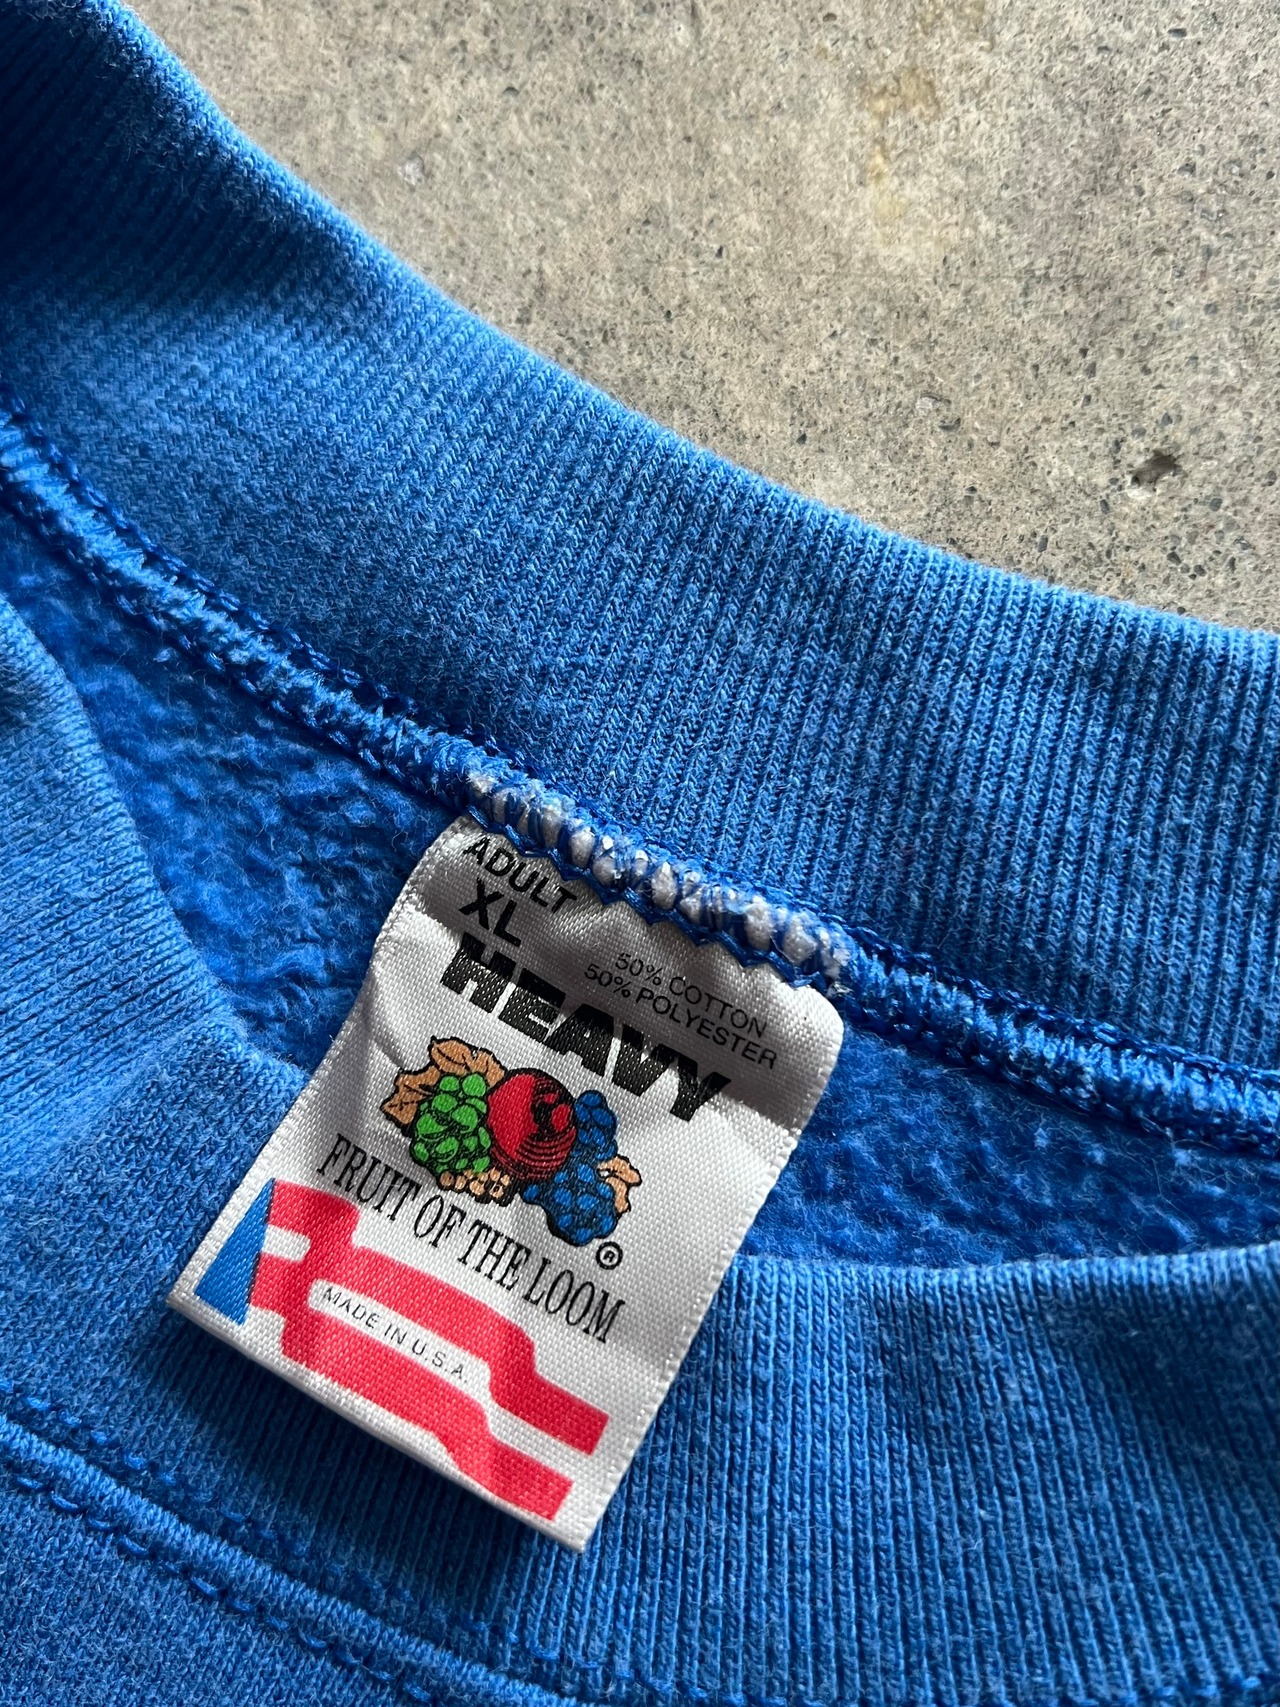 ADULT
XL
50% COTTON
50% POLYESTER
HEAVY
FRUIT OF THE LOOM®
MADE IN U.S.A.